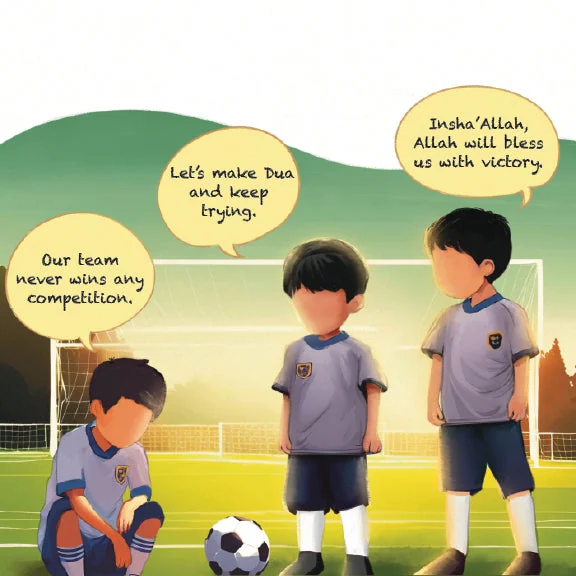 Our team
never wins any
competition.
Let's make Dua
and keep
trying.
Insha'Allah,
Allah will bless
us with victory.